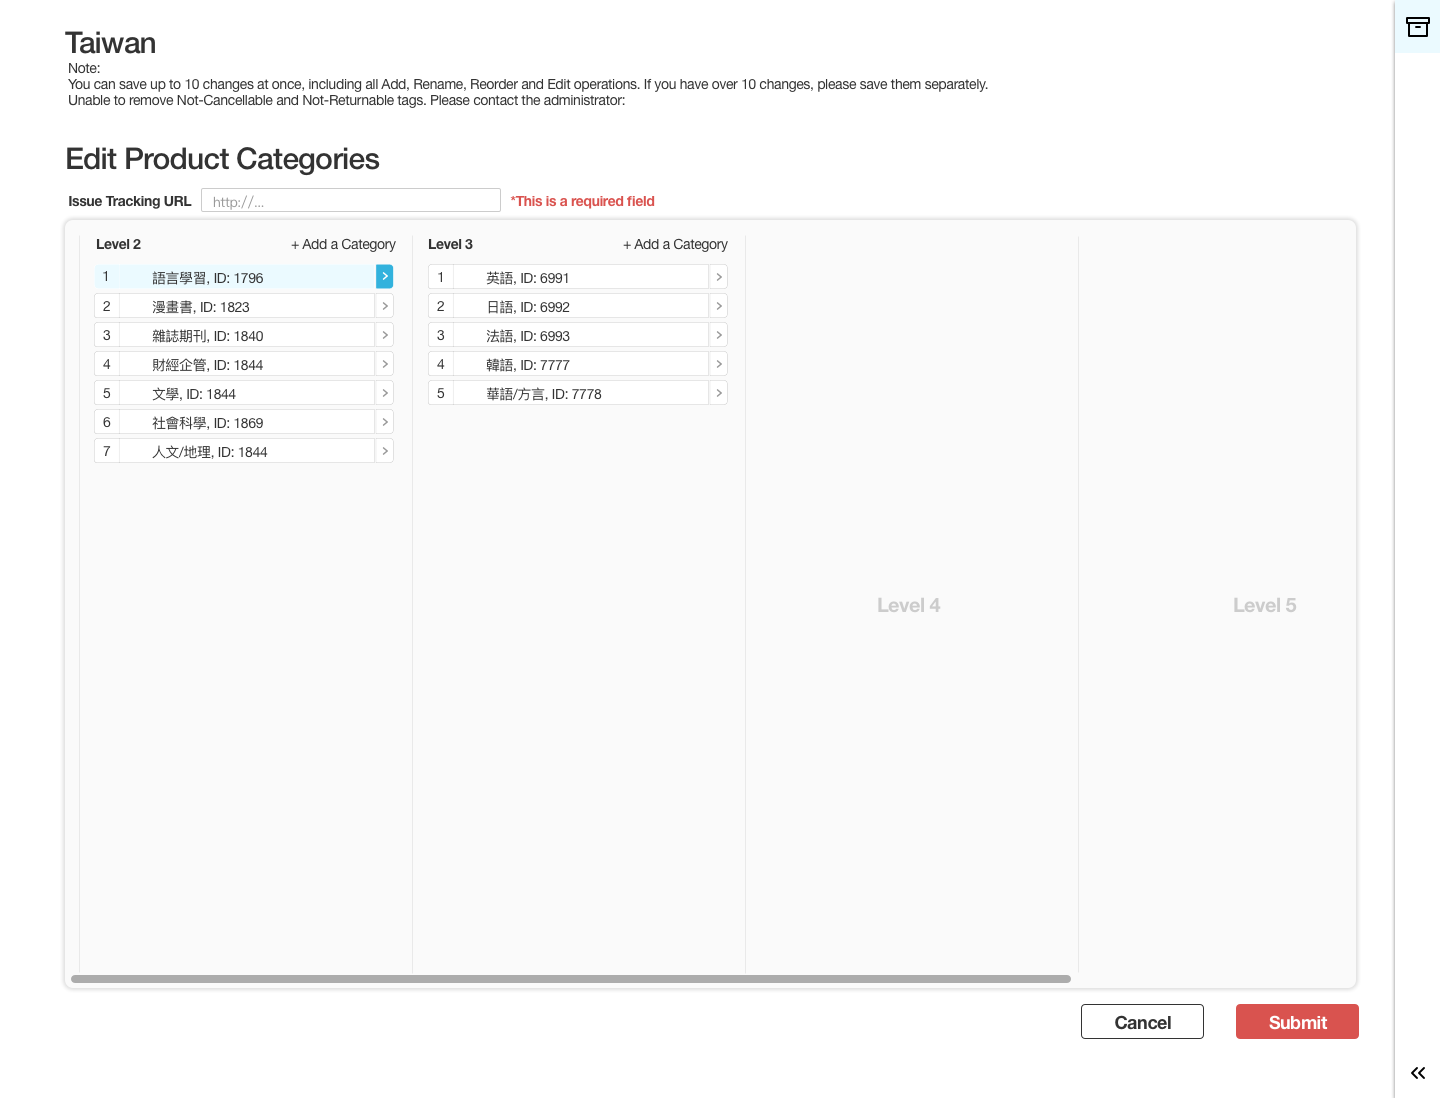 Taiwan
Note:
You can save up to 10 changes at once, including all Add, Rename, Reorder and Edit operations. If you have over 10 changes, please save them separately.
Unable to remove Not-Cancellable and Not-Returnable tags. Please contact the administrator:
Edit Product Categories
Issue Tracking URL http://... *This is a required field
Level 2 + Add a Category
1 語言學習, ID: 1796 >
2 漫畫書, ID: 1823 >
3 雜誌期刊, ID: 1840 >
4 財經企管, ID: 1844 >
5 文學, ID: 1844 >
6 社會科學, ID: 1869 >
7 人文/地理, ID: 1844 >
Level 3 + Add a Category
1 英語, ID: 6991 >
2 日語, ID: 6992 >
3 法語, ID: 6993 >
4 韓語, ID: 7777 >
5 華語/方言, ID: 7778 >
Level 4
Level 5
Cancel
Submit